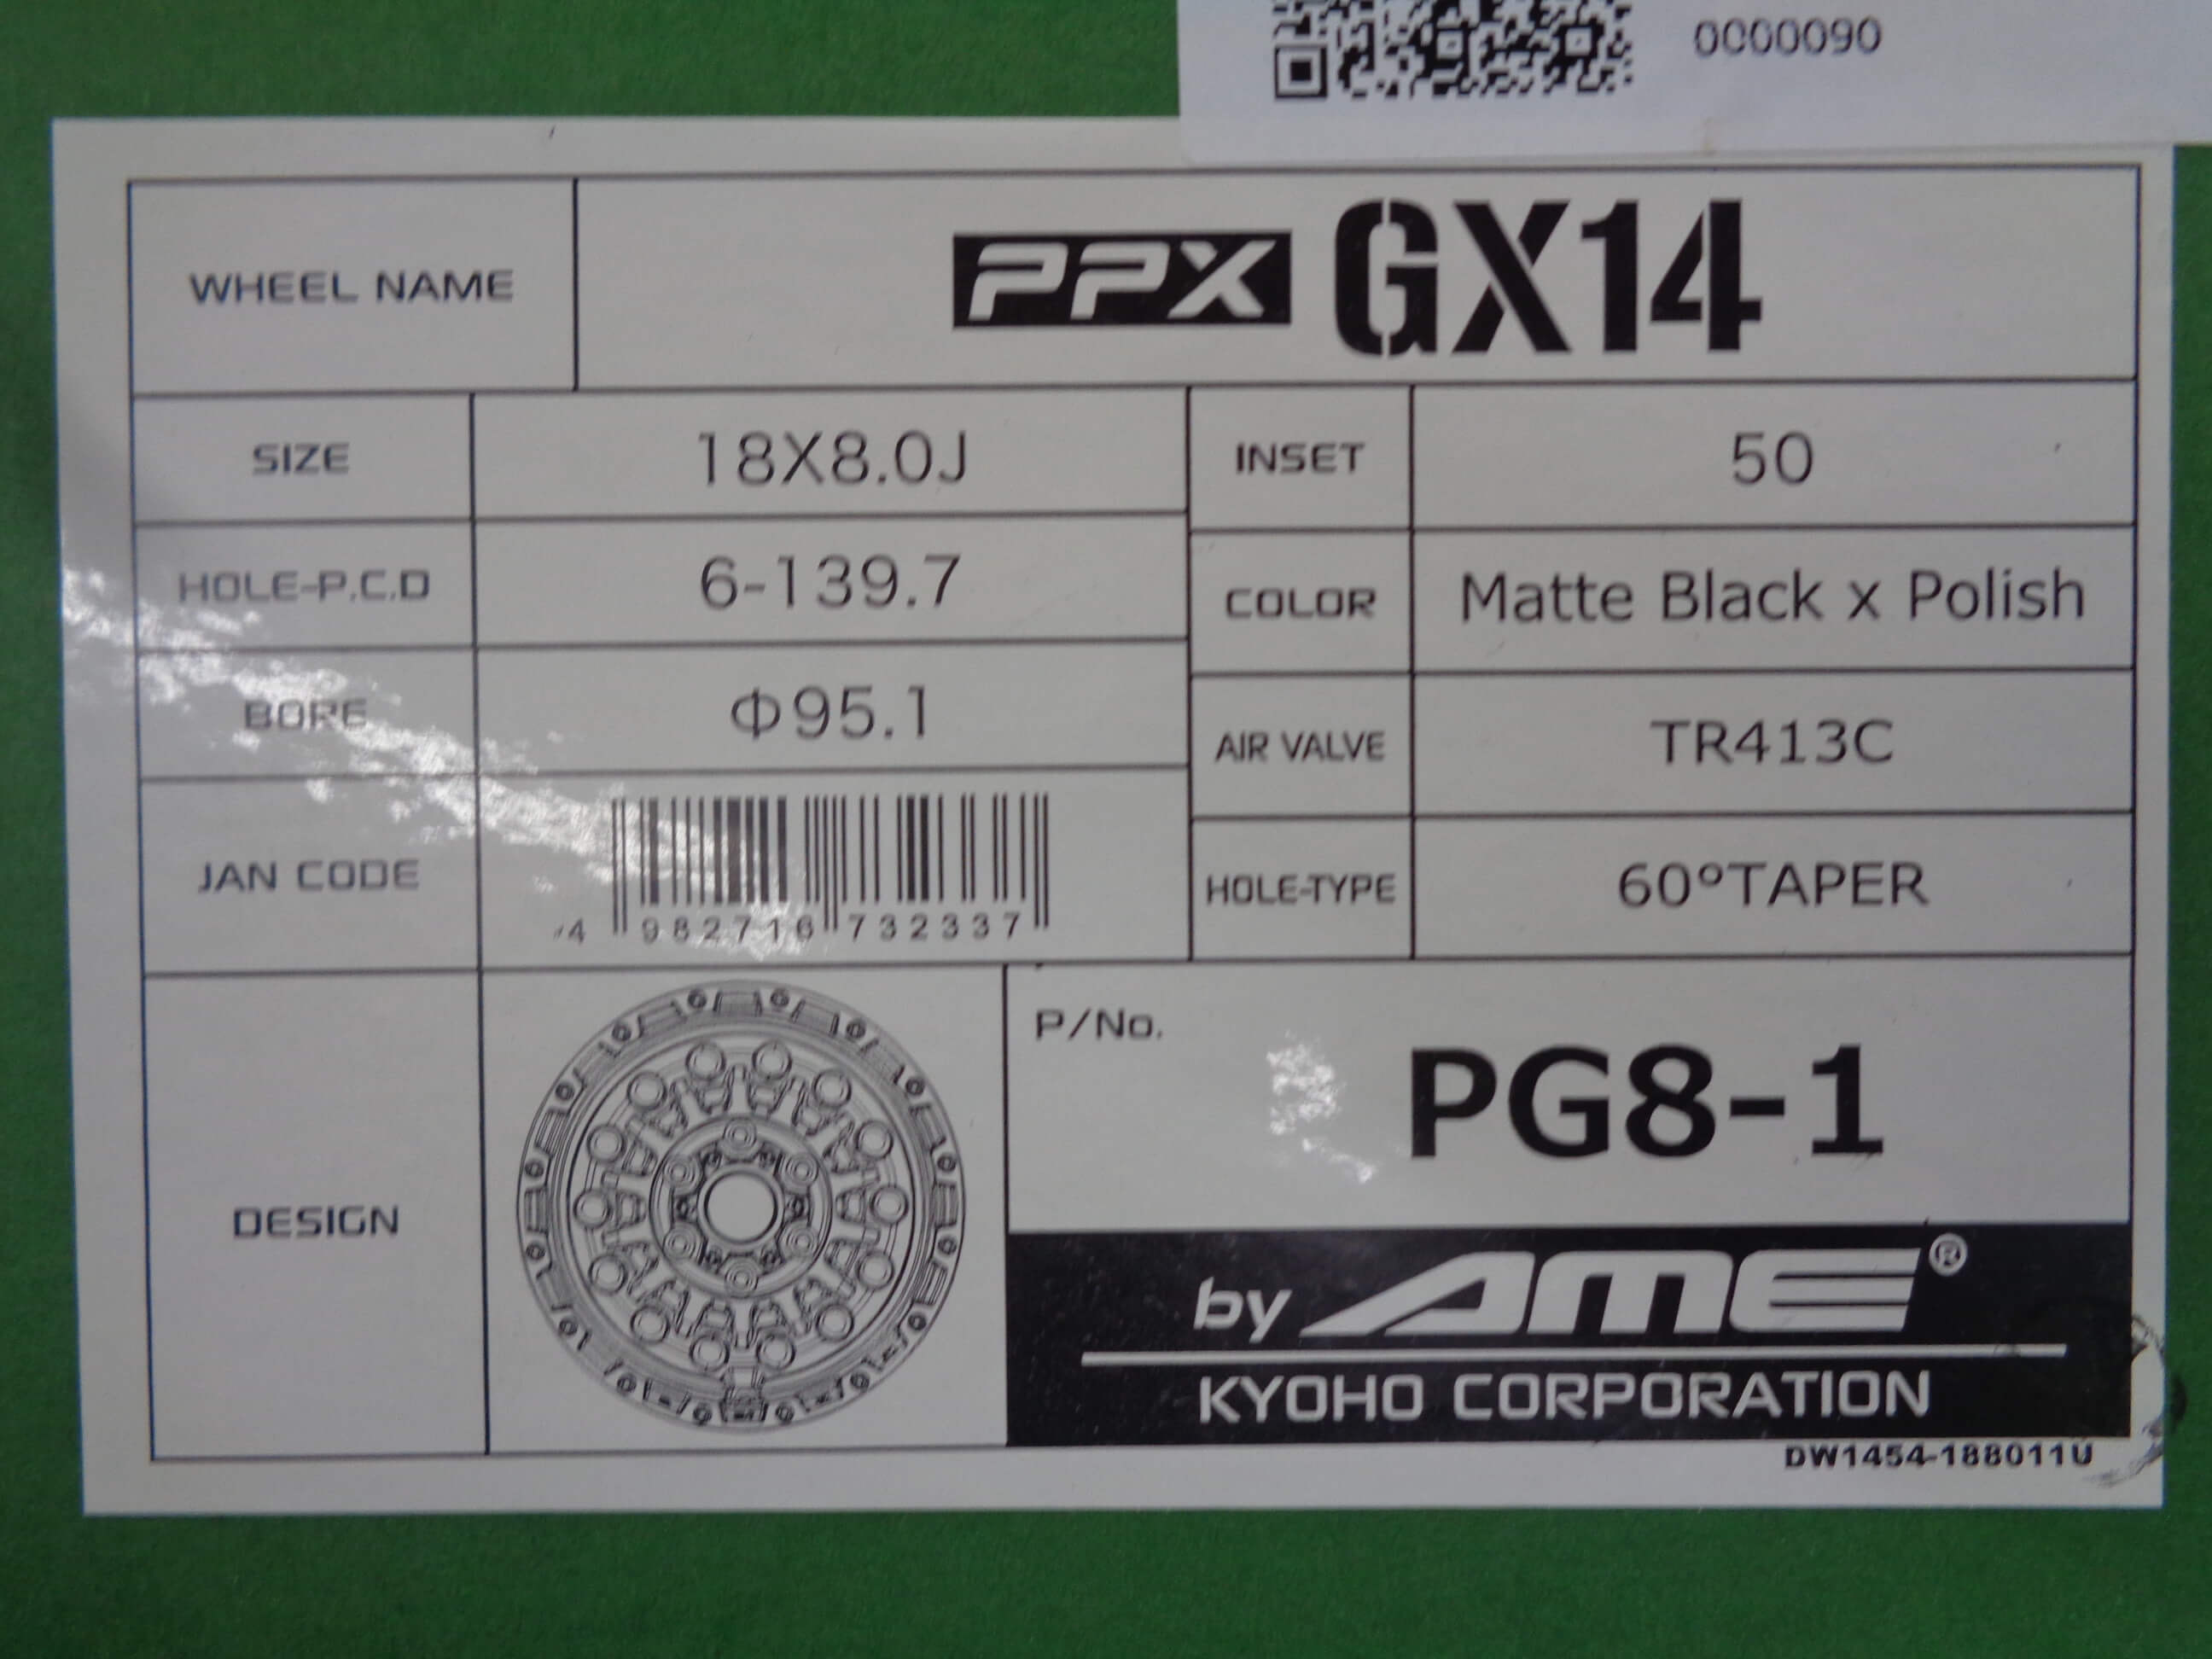 0000090
WHEEL NAME
PPX GX14
SIZE
18X8.0J
INSET
50
HOLE-P.C.D
6-139.7
COLOR
Matte Black x Polish
BORE
Φ95.1
AIR VALVE
TR413C
JAN CODE
4 982716 732337
HOLE-TYPE
60°TAPER
DESIGN
P/No.
PG8-1
by AME®
KYOHO CORPORATION
DW1454-188011U